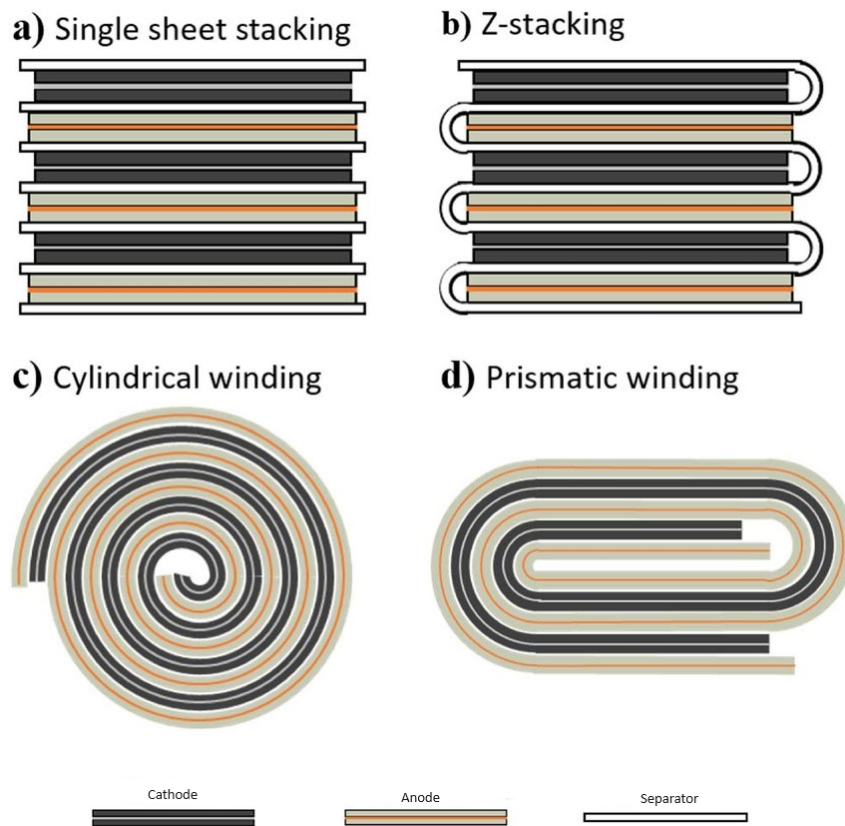 a) Single sheet stacking
b) Z-stacking
c) Cylindrical winding
d) Prismatic winding
Cathode
Anode
Separator